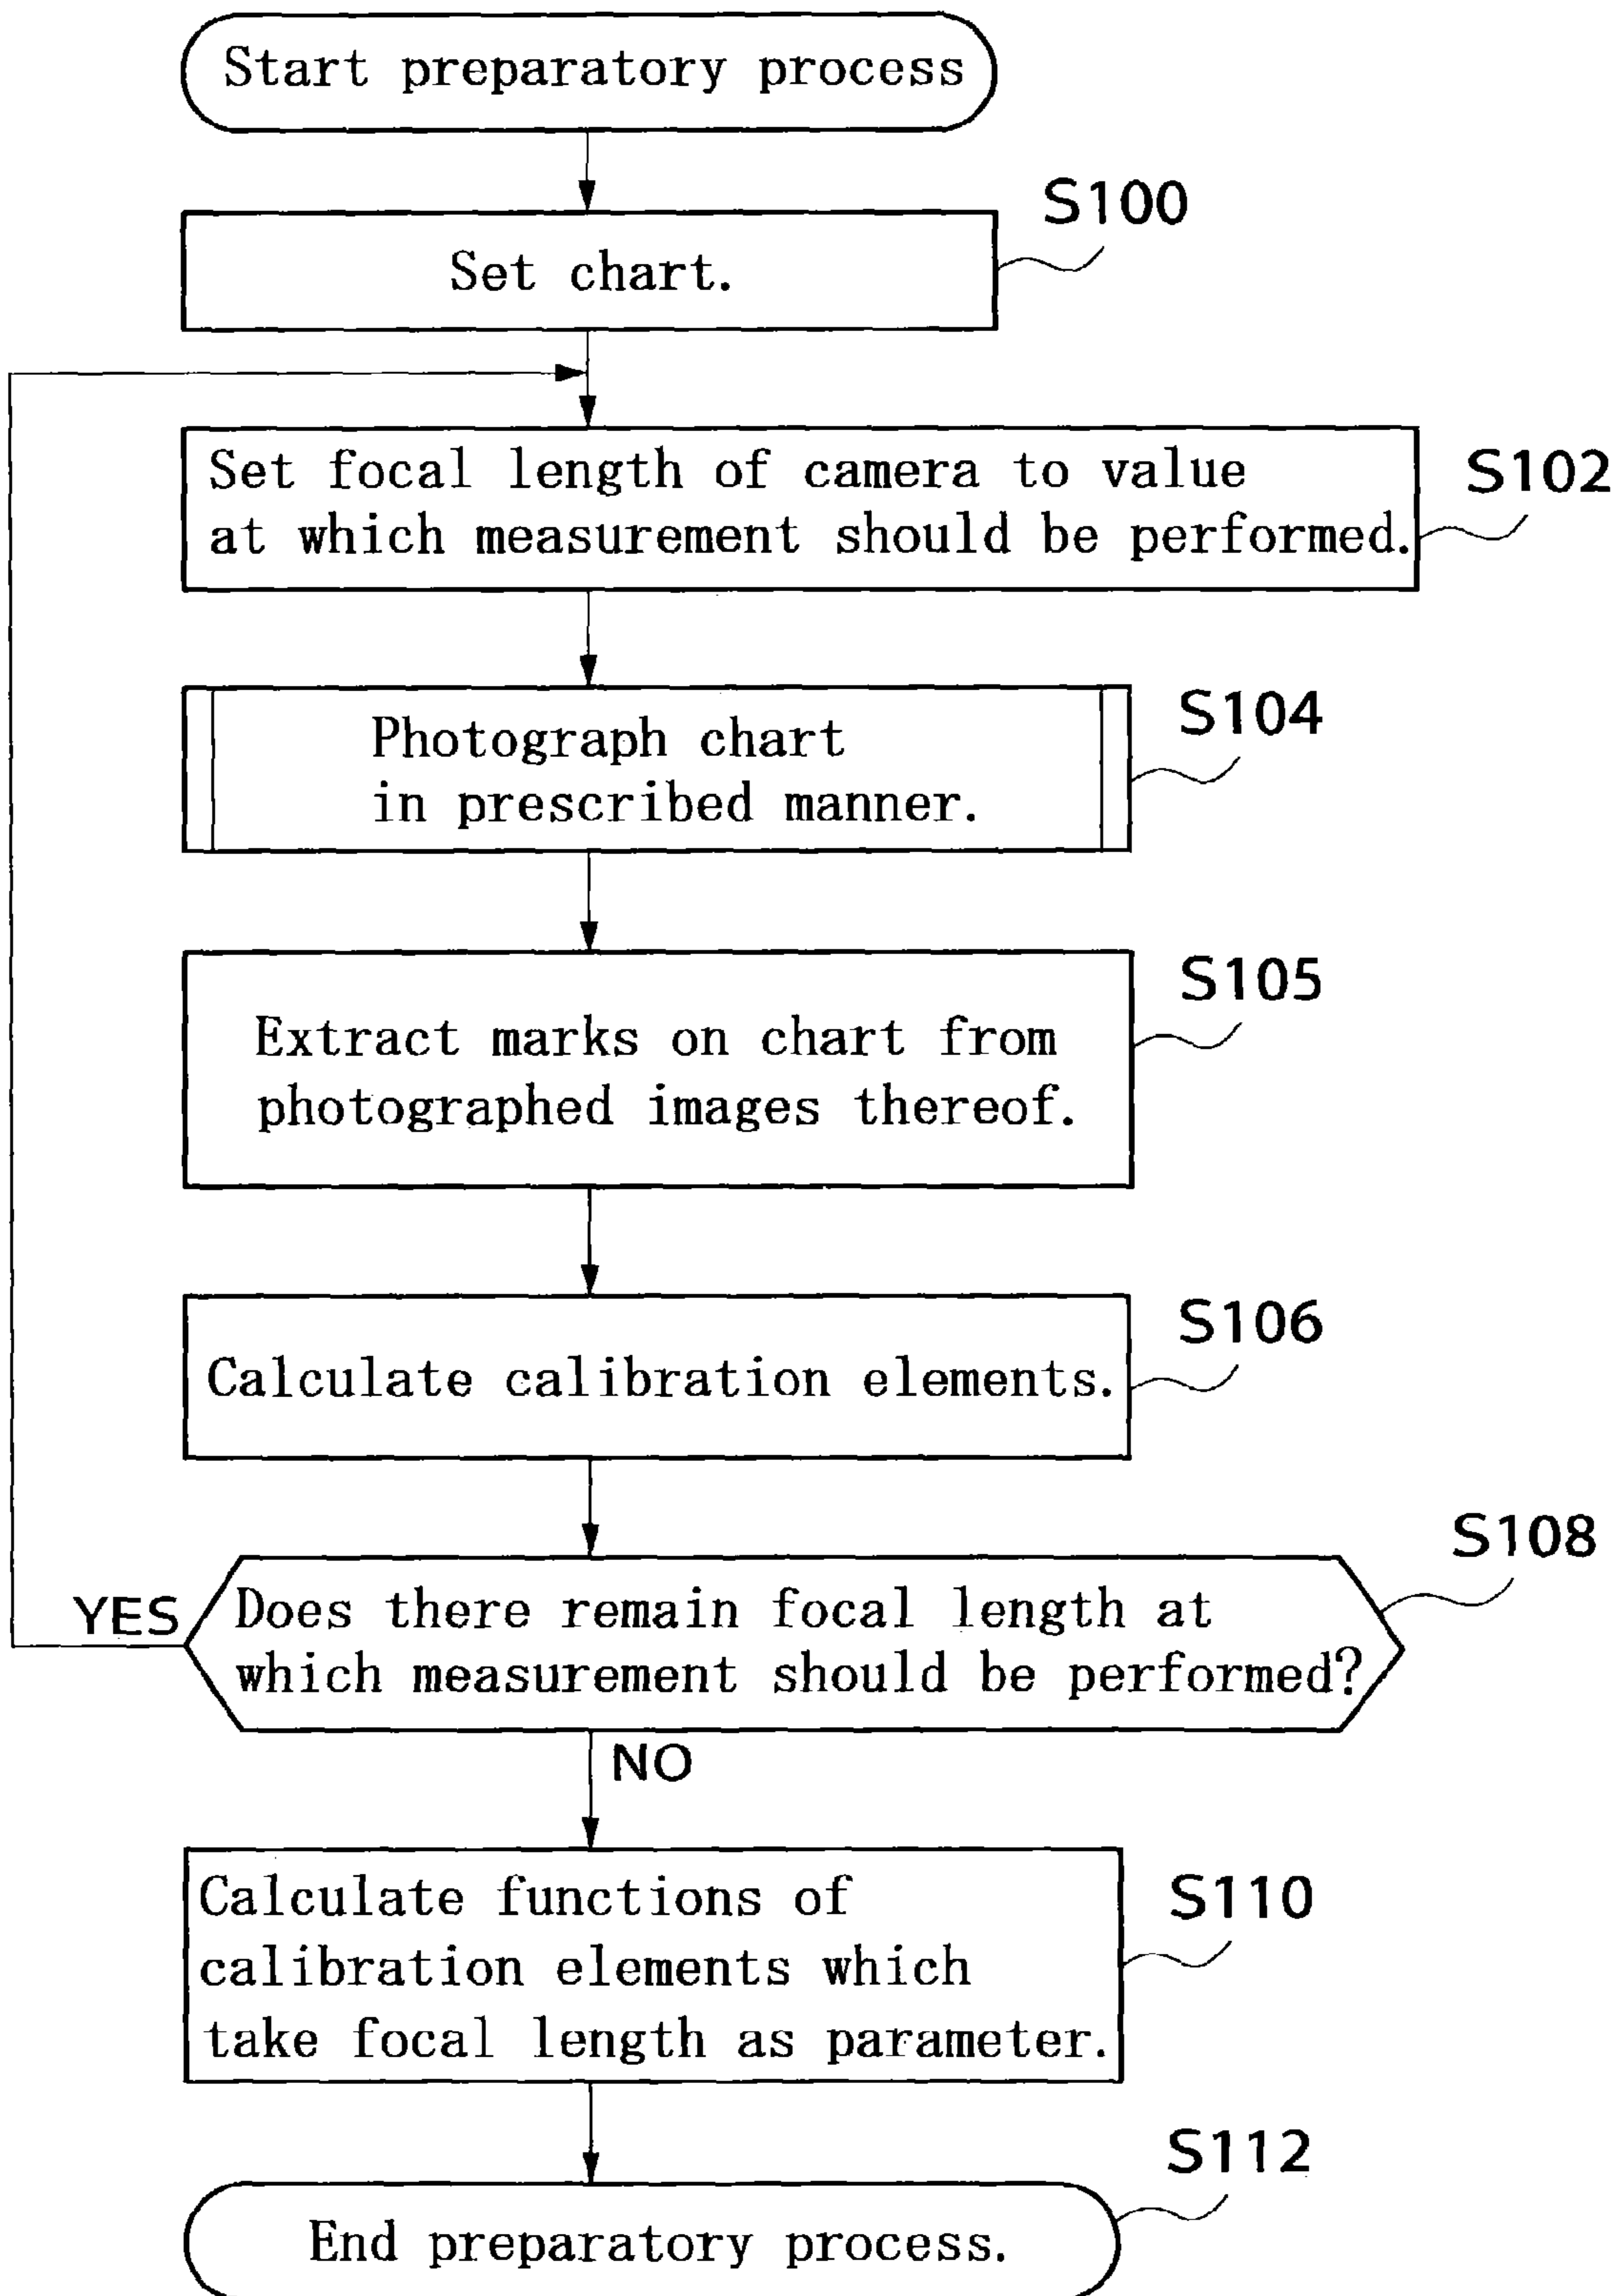 Start preparatory process
S100
Set chart.
S102
Set focal length of camera to value
at which measurement should be performed.
S104
Photograph chart
in prescribed manner.
S105
Extract marks on chart from
photographed images thereof.
S106
Calculate calibration elements.
S108
YES
Does there remain focal length at
which measurement should be performed?
NO
S110
Calculate functions of
calibration elements which
take focal length as parameter.
S112
End preparatory process.